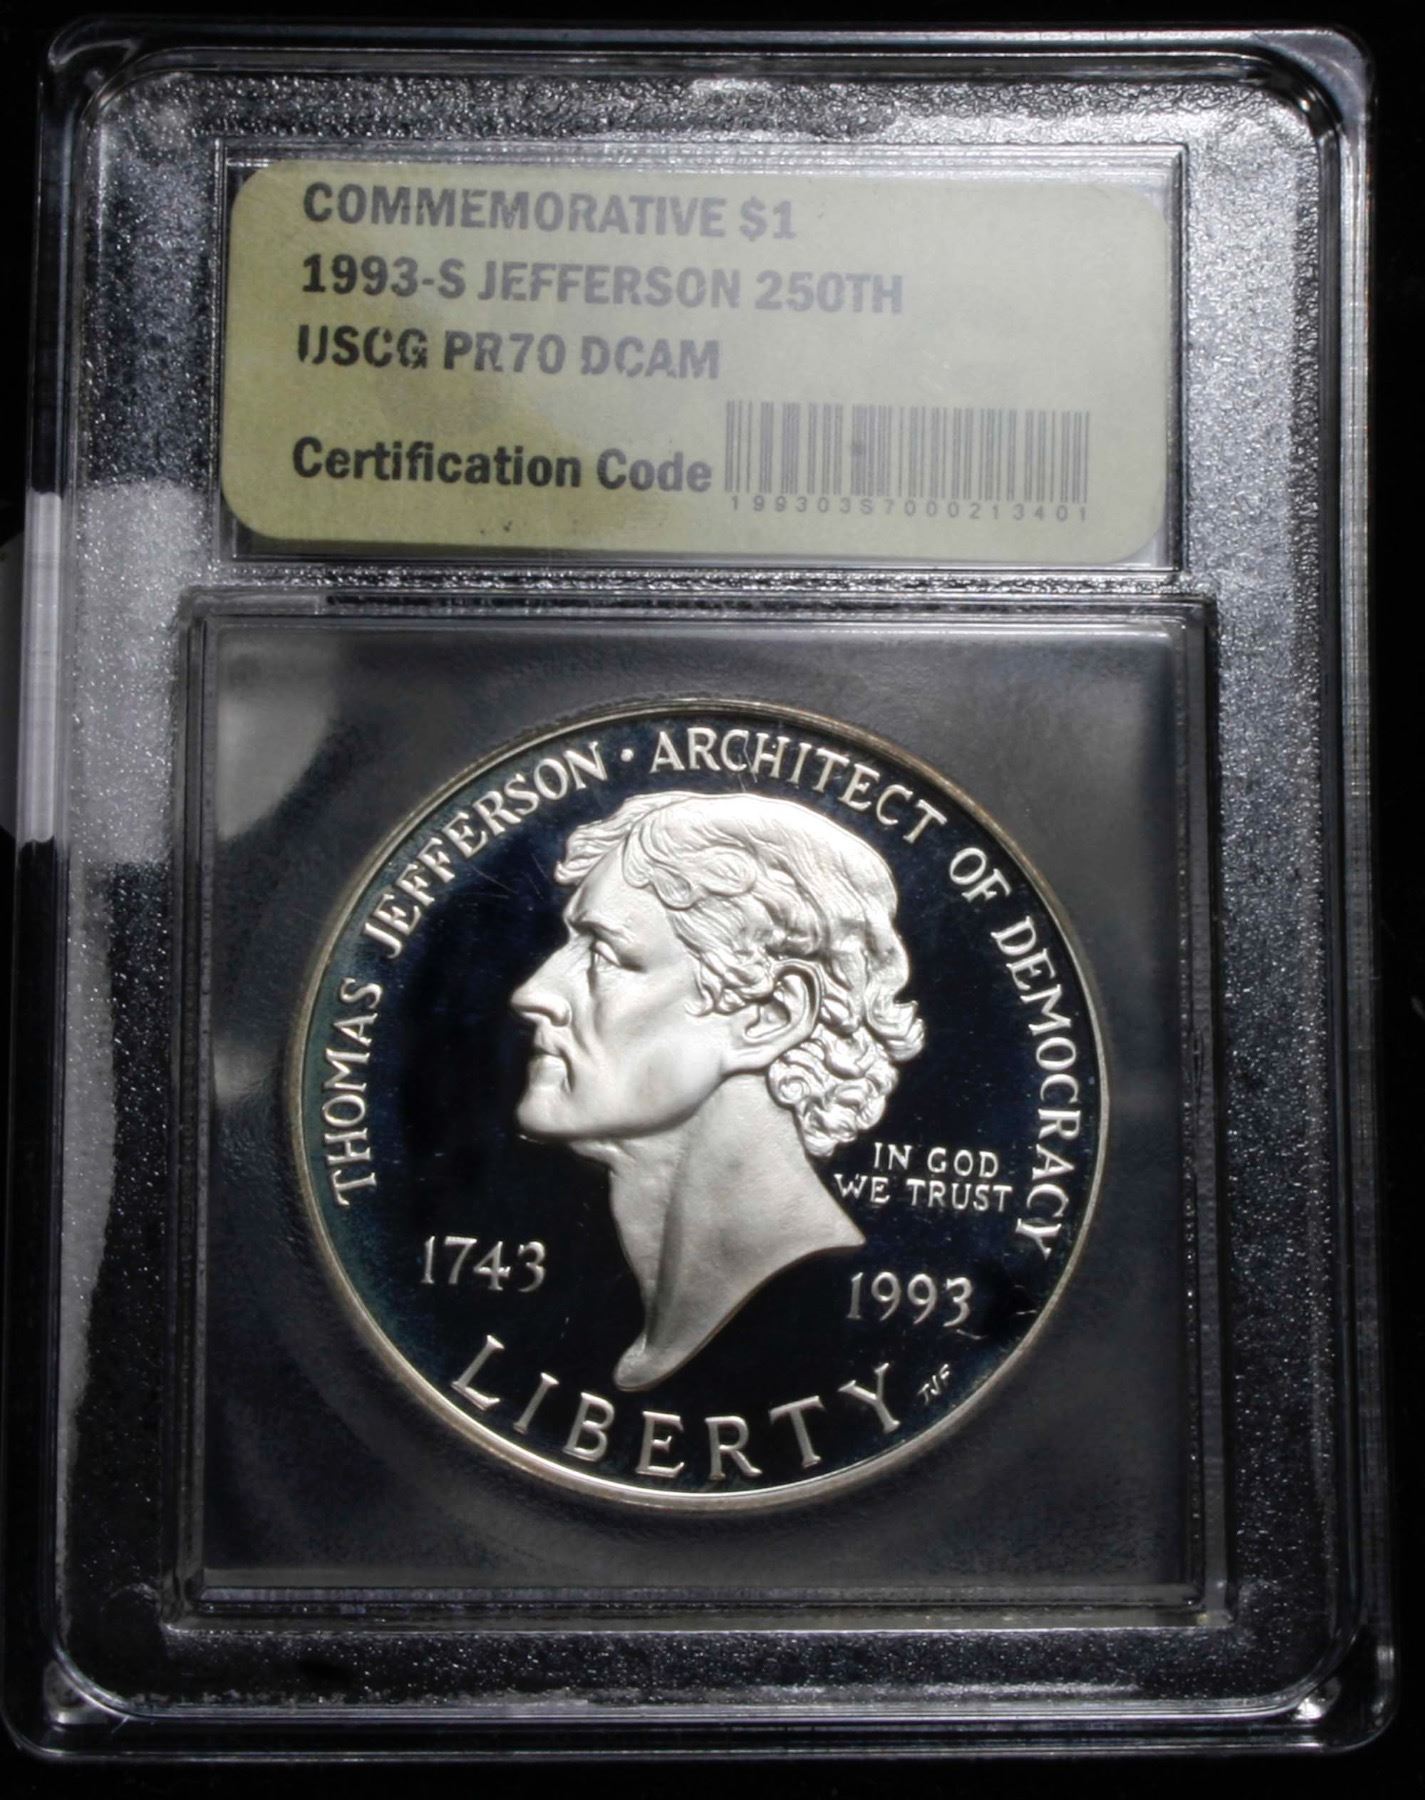 COMMEMORATIVE $1
1993-S JEFFERSON 250TH
USCG PR70 DCAM
Certification Code
199303S7000213401
THOMAS JEFFERSON · ARCHITECT OF DEMOCRACY
IN GOD
WE TRUST
1743
1993
LIBERTY
TJF